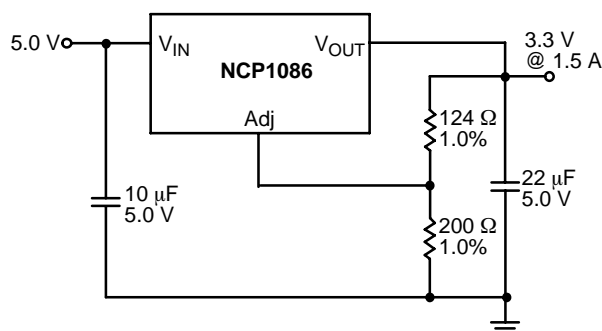 5.0 V
V_IN
V_OUT
3.3 V
@ 1.5 A
NCP1086
Adj
124 Ω
1.0%
10 μF
5.0 V
22 μF
5.0 V
200 Ω
1.0%